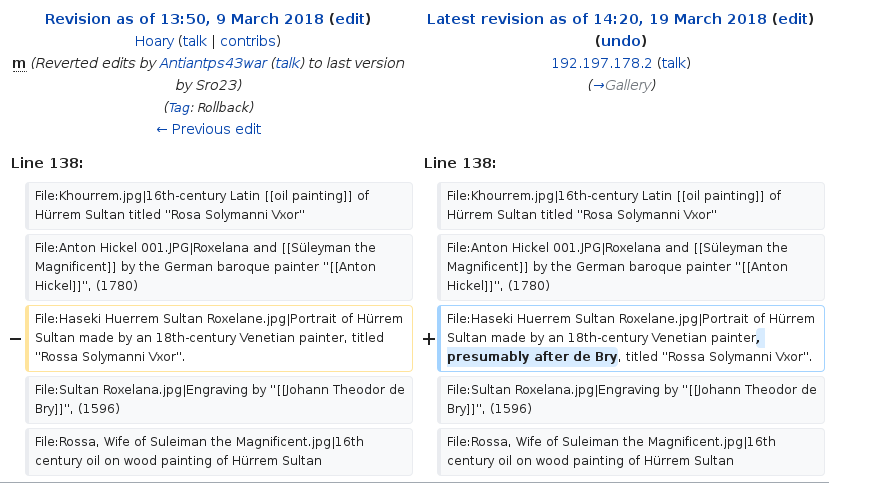 Revision as of 13:50, 9 March 2018 (edit)
Hoary (talk | contribs)
m (Reverted edits by Antiantps43war (talk) to last version
by Sro23)
(Tag: Rollback)
← Previous edit
Latest revision as of 14:20, 19 March 2018 (edit)
(undo)
192.197.178.2 (talk)
(→Gallery)
Line 138:
Line 138:
File:Khourrem.jpg|16th-century Latin [[oil painting]] of
Hürrem Sultan titled ''Rosa Solymanni Vxor''
File:Khourrem.jpg|16th-century Latin [[oil painting]] of
Hürrem Sultan titled ''Rosa Solymanni Vxor''
File:Anton Hickel 001.JPG|Roxelana and [[Süleyman the
Magnificent]] by the German baroque painter ''[[Anton
Hickel]]'', (1780)
File:Anton Hickel 001.JPG|Roxelana and [[Süleyman the
Magnificent]] by the German baroque painter ''[[Anton
Hickel]]'', (1780)
− File:Haseki Huerrem Sultan Roxelane.jpg|Portrait of Hürrem
Sultan made by an 18th-century Venetian painter, titled
''Rossa Solymanni Vxor''.
+ File:Haseki Huerrem Sultan Roxelane.jpg|Portrait of Hürrem
Sultan made by an 18th-century Venetian painter,
presumably after de Bry, titled ''Rossa Solymanni Vxor''.
File:Sultan Roxelana.jpg|Engraving by ''[[Johann Theodor de
Bry]]'', (1596)
File:Sultan Roxelana.jpg|Engraving by ''[[Johann Theodor de
Bry]]'', (1596)
File:Rossa, Wife of Suleiman the Magnificent.jpg|16th
century oil on wood painting of Hürrem Sultan
File:Rossa, Wife of Suleiman the Magnificent.jpg|16th
century oil on wood painting of Hürrem Sultan